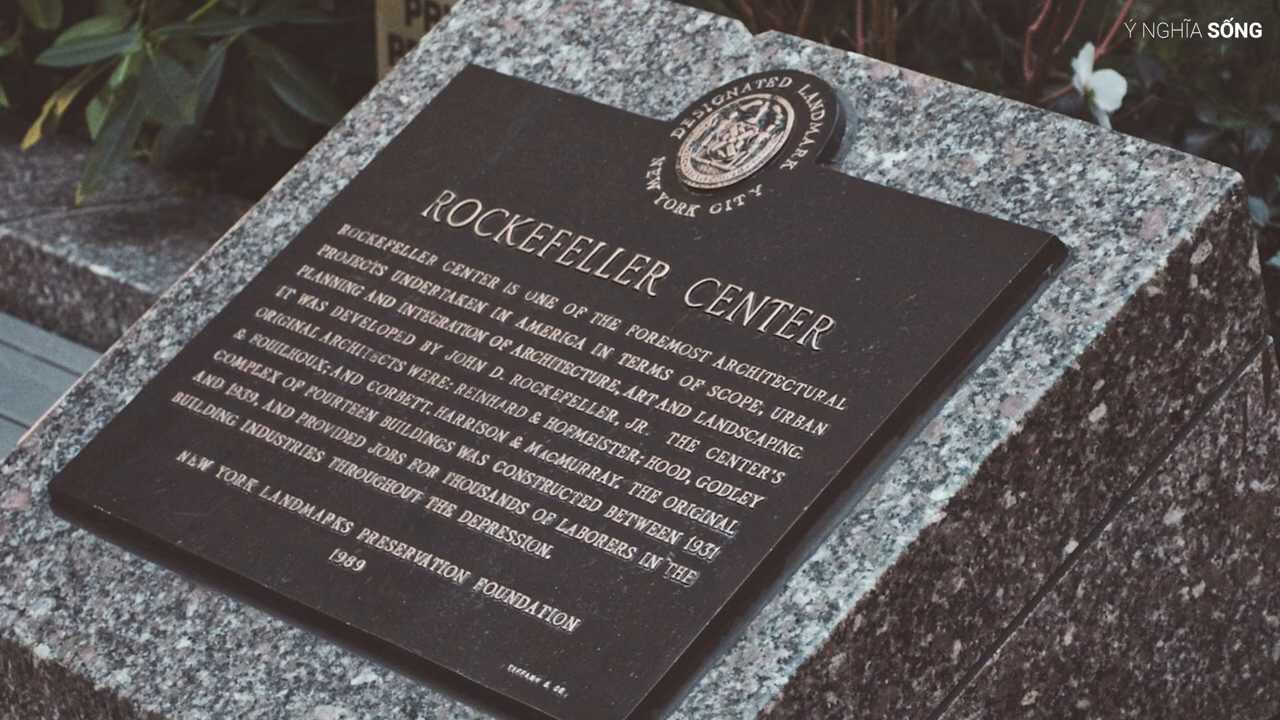 PR
Ý NGHĨA SỐNG
DESIGNATED LANDMARK
NEW YORK CITY
ROCKEFELLER CENTER
ROCKEFELLER CENTER IS ONE OF THE FOREMOST ARCHITECTURAL
PROJECTS UNDERTAKEN IN AMERICA IN TERMS OF SCOPE, URBAN
PLANNING AND INTEGRATION OF ARCHITECTURE, ART AND LANDSCAPING.
IT WAS DEVELOPED BY JOHN D. ROCKEFELLER, JR. THE CENTER'S
ORIGINAL ARCHITECTS WERE: REINHARD & HOFMEISTER; HOOD, GODLEY
& FOUILHOUX; AND CORBETT, HARRISON & MACMURRAY. THE ORIGINAL
COMPLEX OF FOURTEEN BUILDINGS WAS CONSTRUCTED BETWEEN 1931
AND 1939, AND PROVIDED JOBS FOR THOUSANDS OF LABORERS IN THE
BUILDING INDUSTRIES THROUGHOUT THE DEPRESSION.
NEW YORK LANDMARKS PRESERVATION FOUNDATION
1989